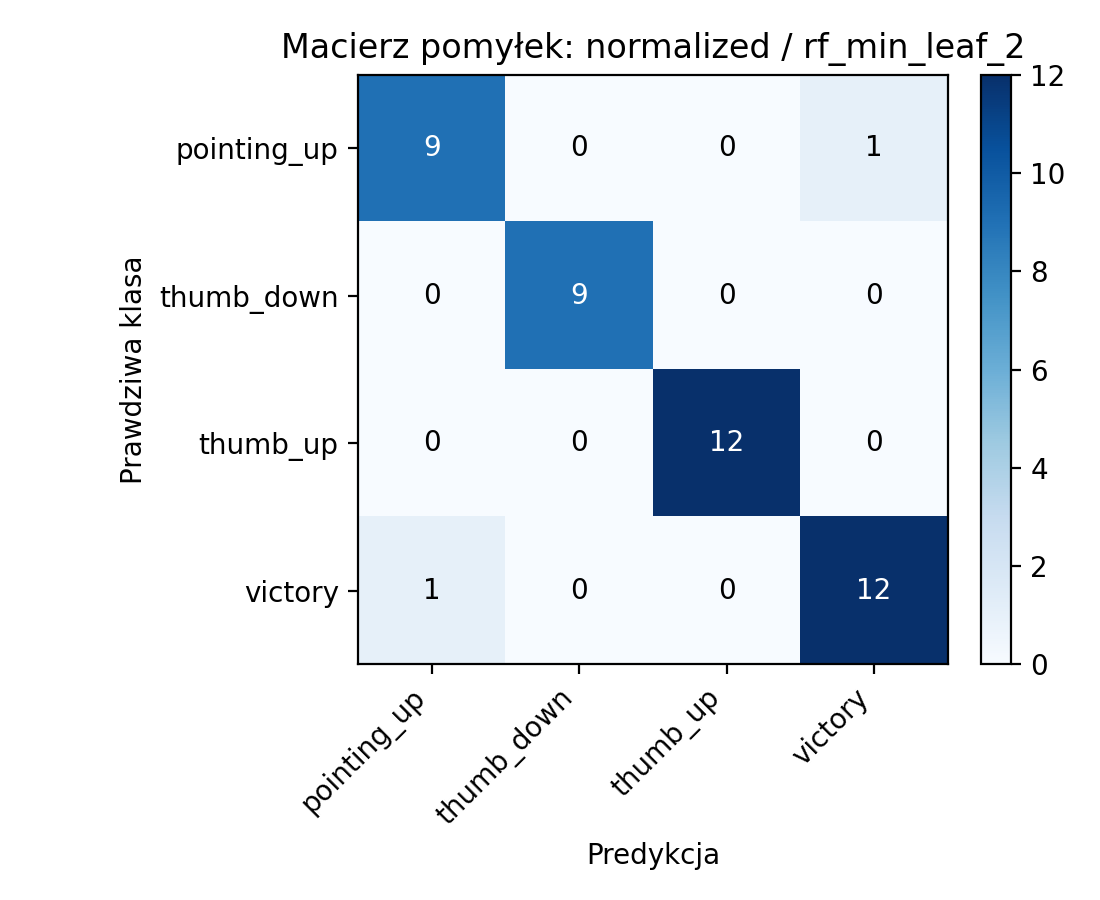 Macierz pomyłek: normalized / rf_min_leaf_2
Prawdziwa klasa
pointing_up 9 0 0 1
thumb_down 0 9 0 0
thumb_up 0 0 12 0
victory 1 0 0 12
pointing_up thumb_down thumb_up victory
Predykcja
12
10
8
6
4
2
0